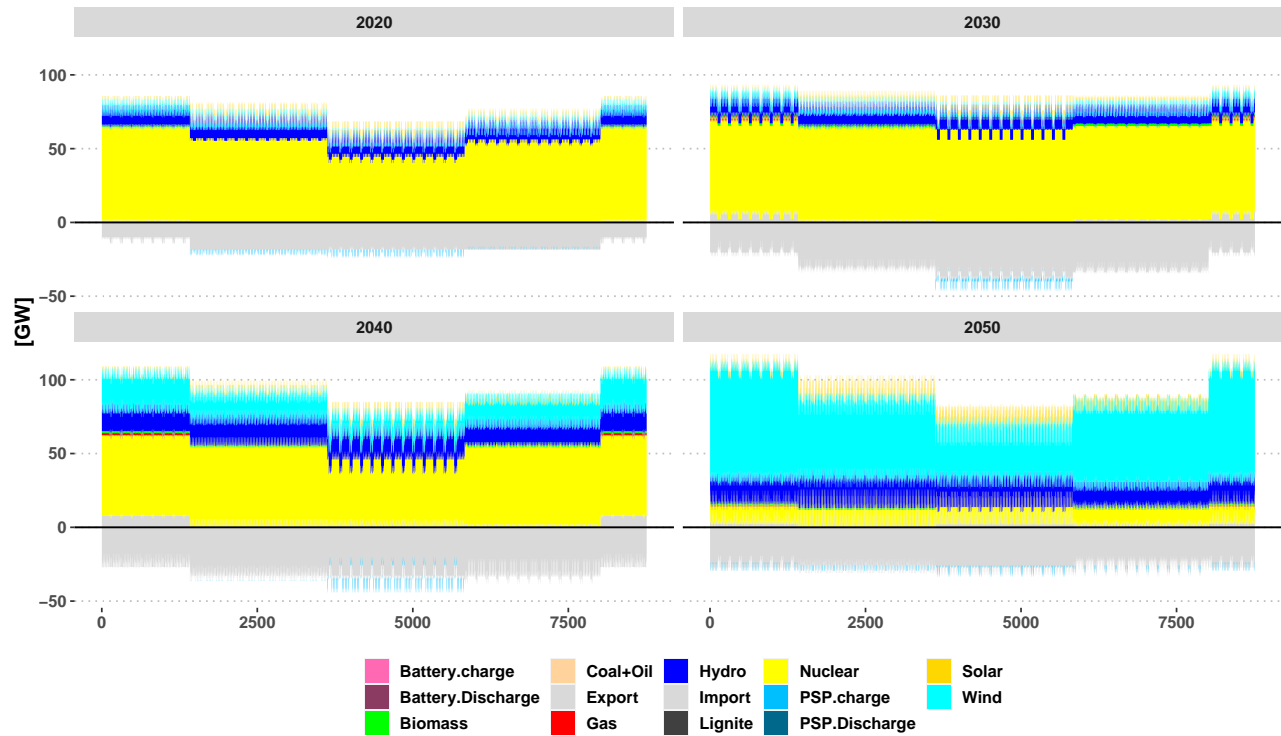 2020 2030
100
50
0
−50
[GW]
2040 2050
100
50
0
−50
0 2500 5000 7500 0 2500 5000 7500
Battery.charge Coal+Oil Hydro Nuclear Solar
Battery.Discharge Export Import PSP.charge Wind
Biomass Gas Lignite PSP.Discharge